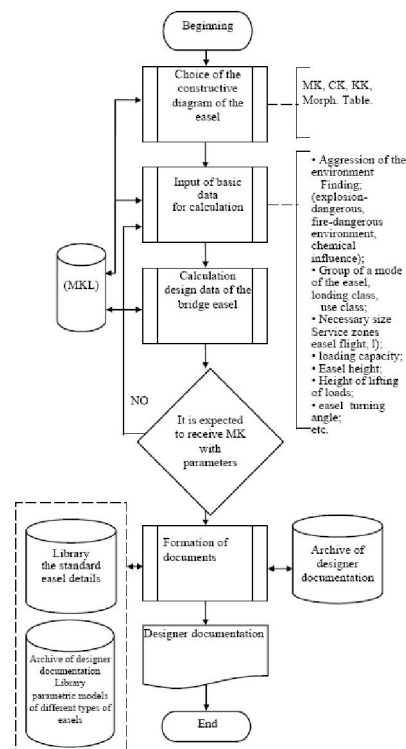 Beginning
Choice of the
constructive
diagram of the
easel
MK, CK, KK,
Morph. Table.
Input of basic
data
for calculation
• Aggression of the
environment
Finding;
(explosion-
dangerous,
fire-dangerous
environment,
chemical
influence);
• Group of a mode
of the easel,
loading class,
use class;
• Necessary size
Service zones
easel flight, l);
• loading capacity;
• Easel height;
• Height of lifting
of loads;
• easel turning
angle;
etc.
(MKL)
Calculation
design data of the
bridge easel
NO
It is expected
to receive MK
with
parameters
Library
the standard
easel details
Formation of
documents
Archive of
designer
documentation
Archive of designer
documentation
Library
parametric models
of different types of
easels
Designer documentation
End